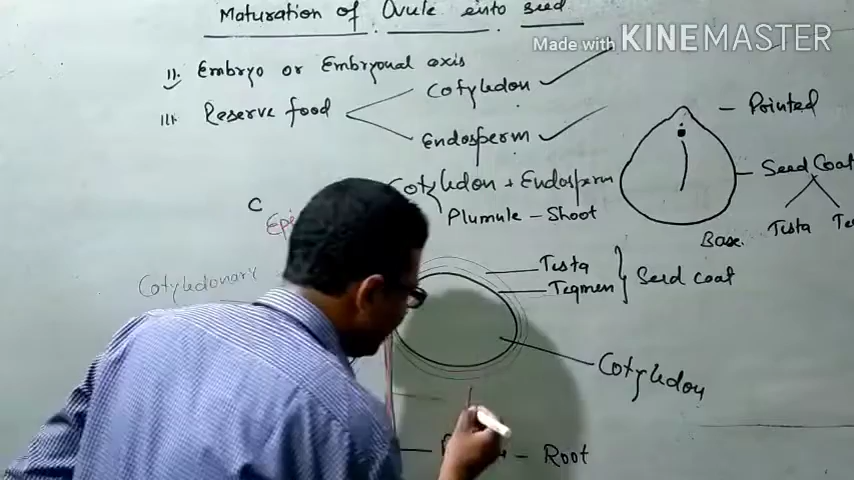 Maturation of Ovule into seed
Made with KINEMASTER
II. Embryo or Embryonal axis
III. Reserve food
Cotyledon
Endosperm
Pointed
Cotyledon + Endosperm
Seed Coat
C
Plumule - Shoot
Testa
Base.
Testa
Tegmen
Seed coat
Cotyledonary
Cotyledon
- Root